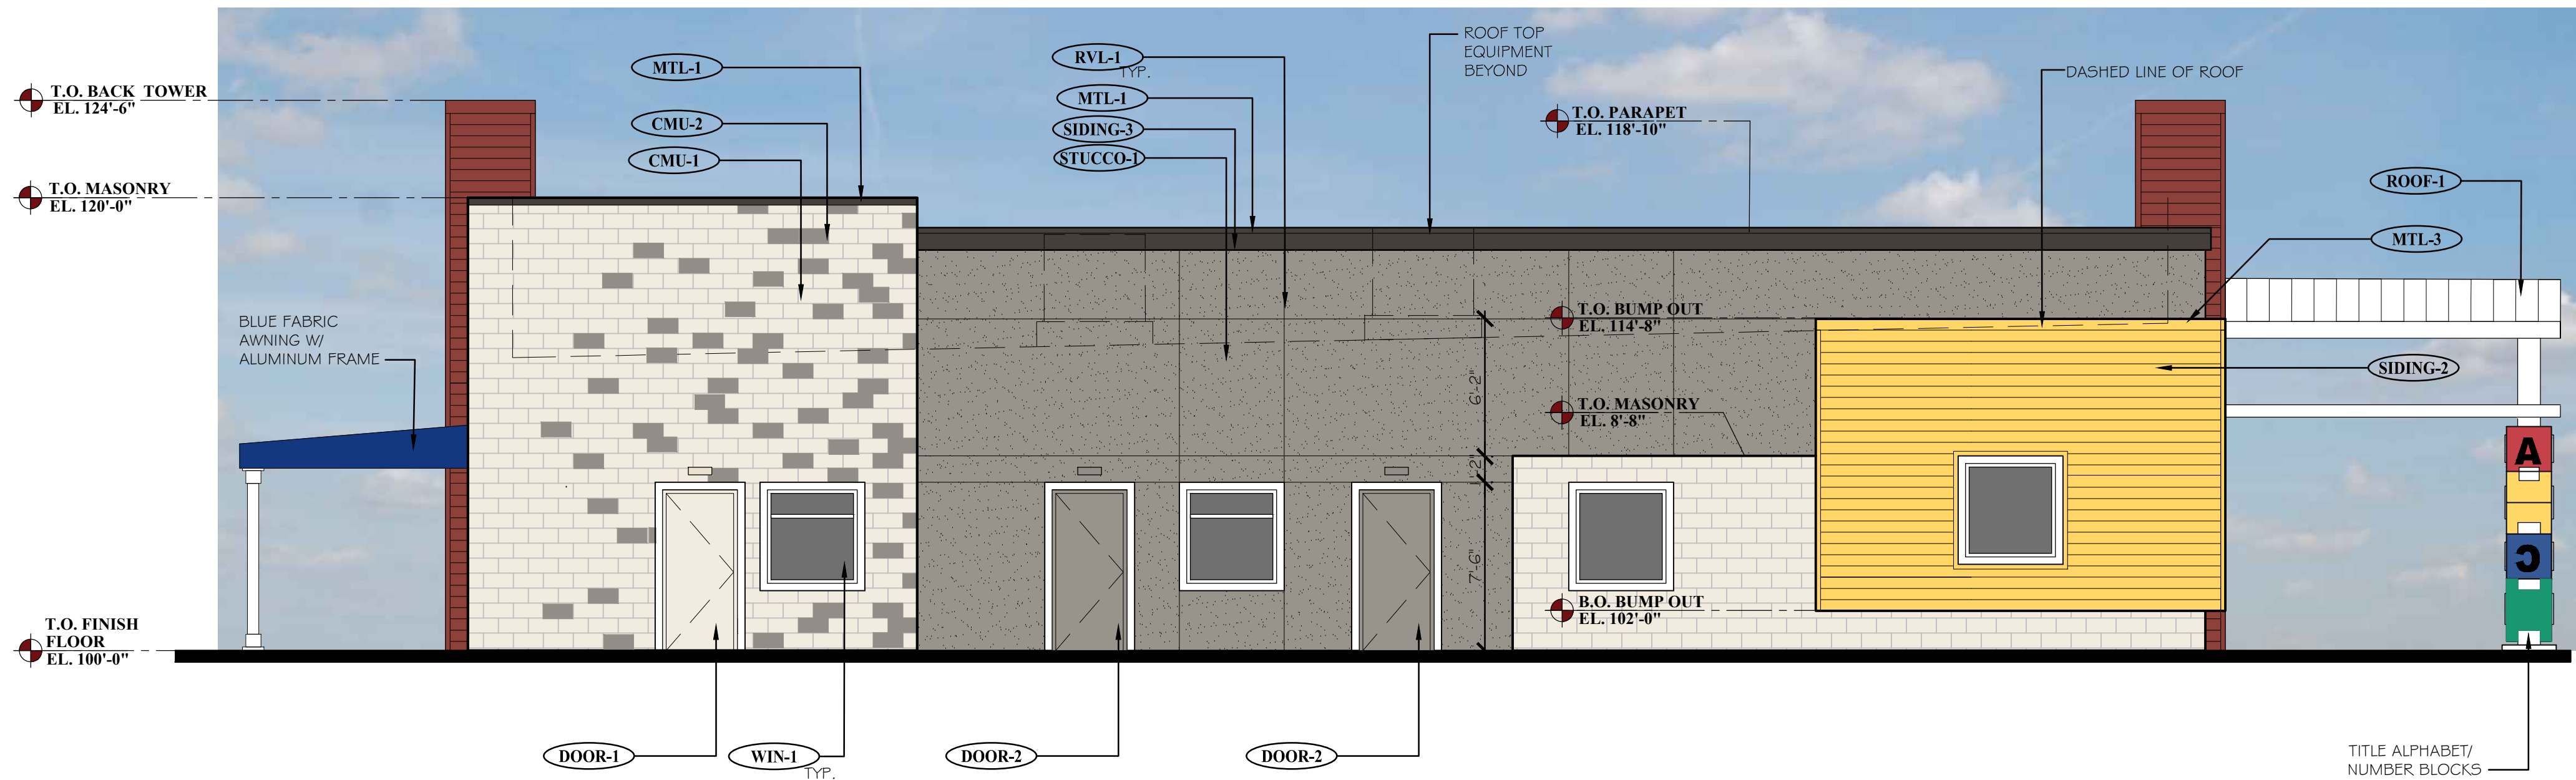 T.O. BACK TOWER
EL. 124'-6"
T.O. MASONRY
EL. 120'-0"
BLUE FABRIC
AWNING W/
ALUMINUM FRAME
T.O. FINISH
FLOOR
EL. 100'-0"
MTL-1
CMU-2
CMU-1
RVL-1
TYP.
MTL-1
SIDING-3
STUCCO-1
ROOF TOP
EQUIPMENT
BEYOND
T.O. PARAPET
EL. 118'-10"
DASHED LINE OF ROOF
ROOF-1
MTL-3
SIDING-2
T.O. BUMP OUT
EL. 114'-8"
6'-2"
T.O. MASONRY
EL. 8'-8"
1'-2"
7'-6"
B.O. BUMP OUT
EL. 102'-0"
A
C
DOOR-1
WIN-1
TYP.
DOOR-2
DOOR-2
TITLE ALPHABET/
NUMBER BLOCKS